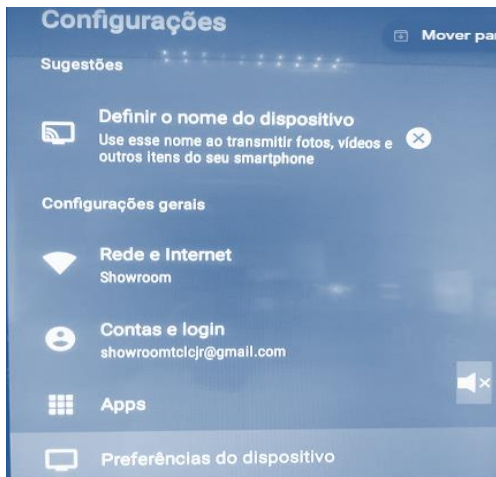 Configurações
Mover par
Sugestões
Definir o nome do dispositivo
Use esse nome ao transmitir fotos, vídeos e
outros itens do seu smartphone
Configurações gerais
Rede e Internet
Showroom
Contas e login
showroomtclcjr@gmail.com
Apps
Preferências do dispositivo